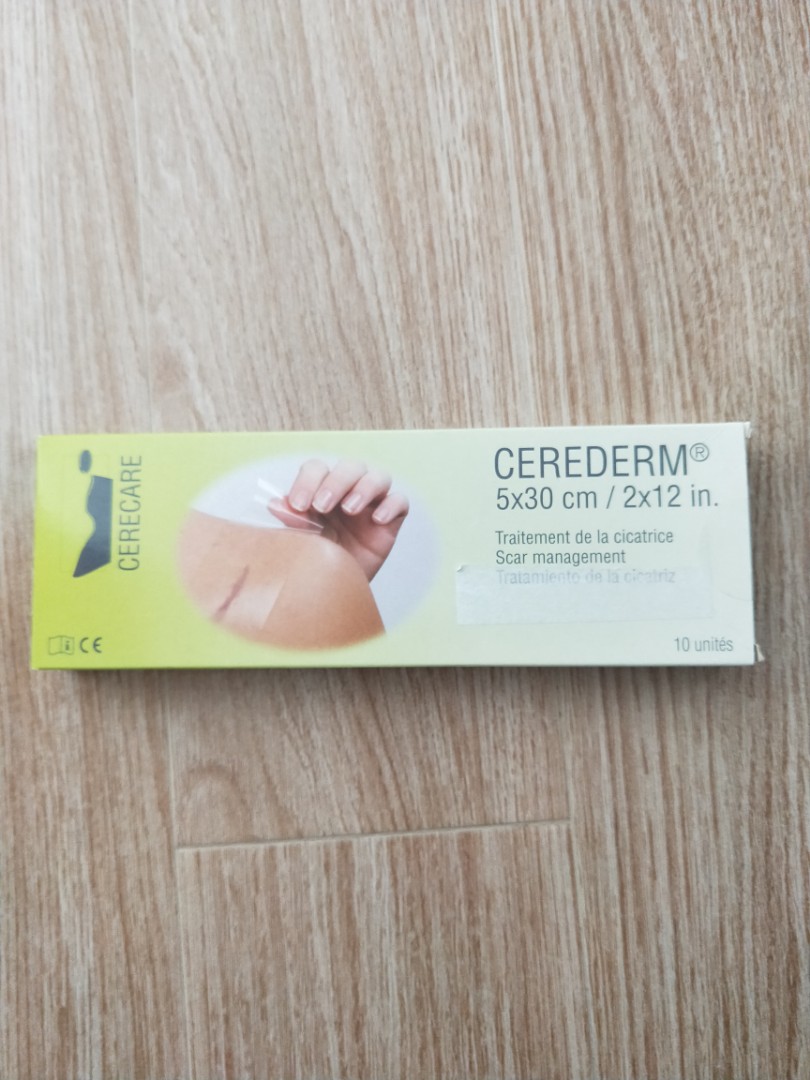 CERECARE
CEREDERM®
5x30 cm / 2x12 in.
Traitement de la cicatrice
Scar management
Tratamiento de la cicatriz
CE
10 unités